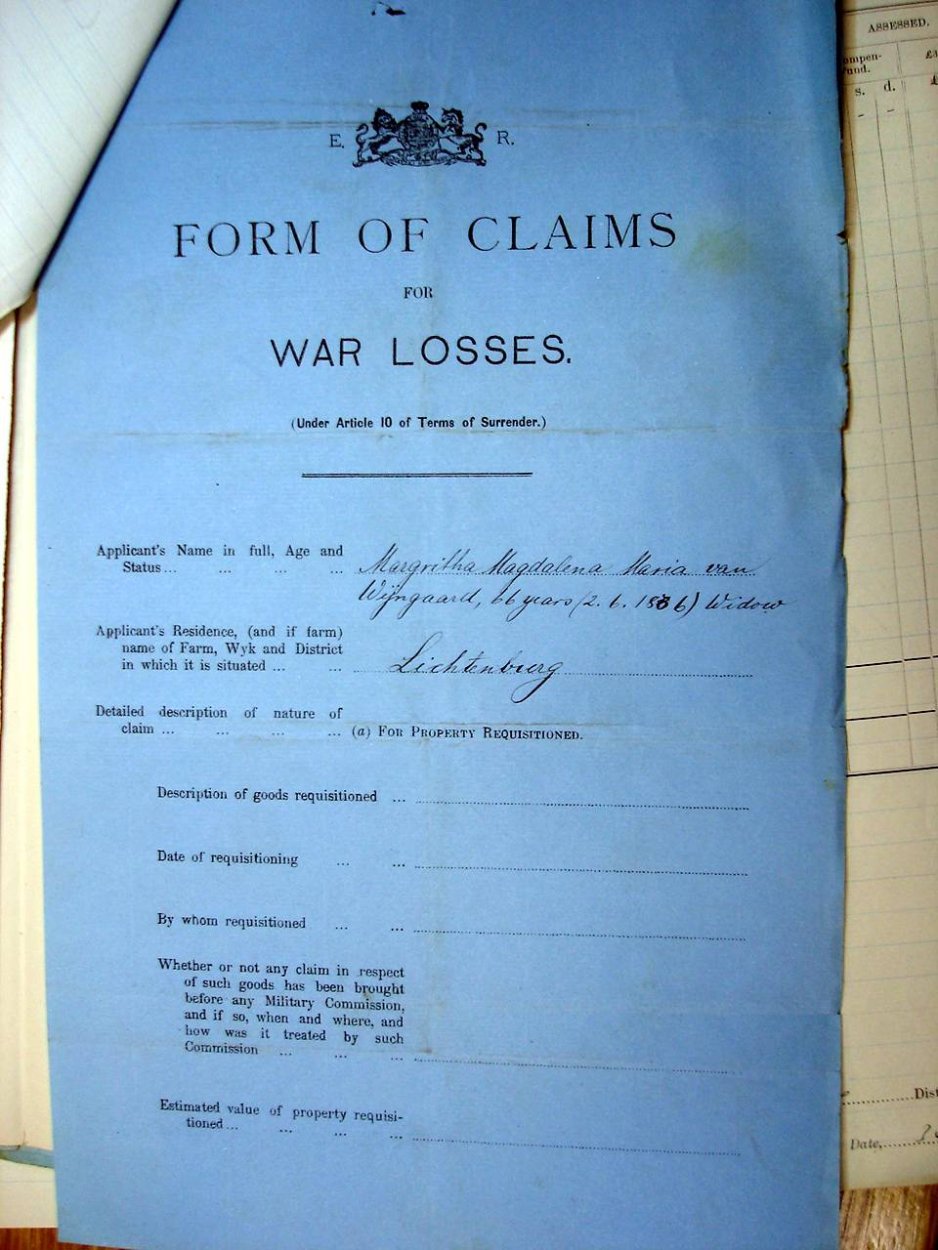 E. R.
FORM OF CLAIMS
FOR
WAR LOSSES.
(Under Article 10 of Terms of Surrender.)
Applicant's Name in full, Age and
Status ... ... ... ... Margritha Magdalena Maria van
Wijngaard, 66 years (2. 6. 1836) Widow
Applicant's Residence, (and if farm)
name of Farm, Wyk and District
in which it is situated ... ... Lichtenburg
Detailed description of nature of
claim ... ... ... ... (a) FOR PROPERTY REQUISITIONED.
Description of goods requisitioned ...
Date of requisitioning ... ...
By whom requisitioned ... ...
Whether or not any claim in respect
of such goods has been brought
before any Military Commission,
and if so, when and where, and
how was it treated by such
Commission ... ... ...
Estimated value of property requisi-
tioned ... ... ... ...
ASSESSED.
s. d.
Date,